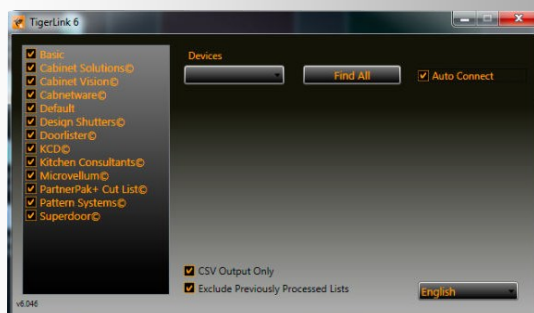 TigerLink 6
Basic
Cabinet Solutions©
Cabinet Vision©
Cabnetware©
Default
Design Shutters©
Doorlister©
KCD©
Kitchen Consultants©
Microvellum©
PartnerPak+ Cut List©
Pattern Systems©
Superdoor©
Devices
Find All
Auto Connect
CSV Output Only
Exclude Previously Processed Lists
English
v6.046